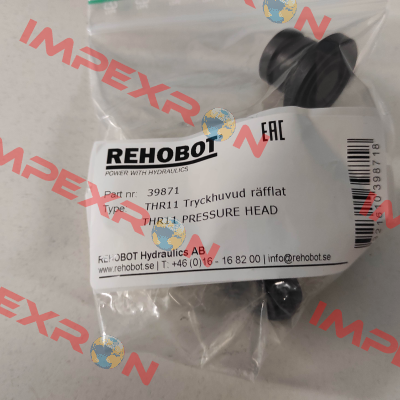 IMPEXRON
REHOBOT®
POWER WITH HYDRAULICS
EAC
Part nr: 39871
Type THR11 Tryckhuvud räfflat
THR11 PRESSURE HEAD
REHOBOT Hydraulics AB
www.rehobot.se | T; +46 (0)16 - 16 82 00 | info@rehobot.se
IMPEXRON